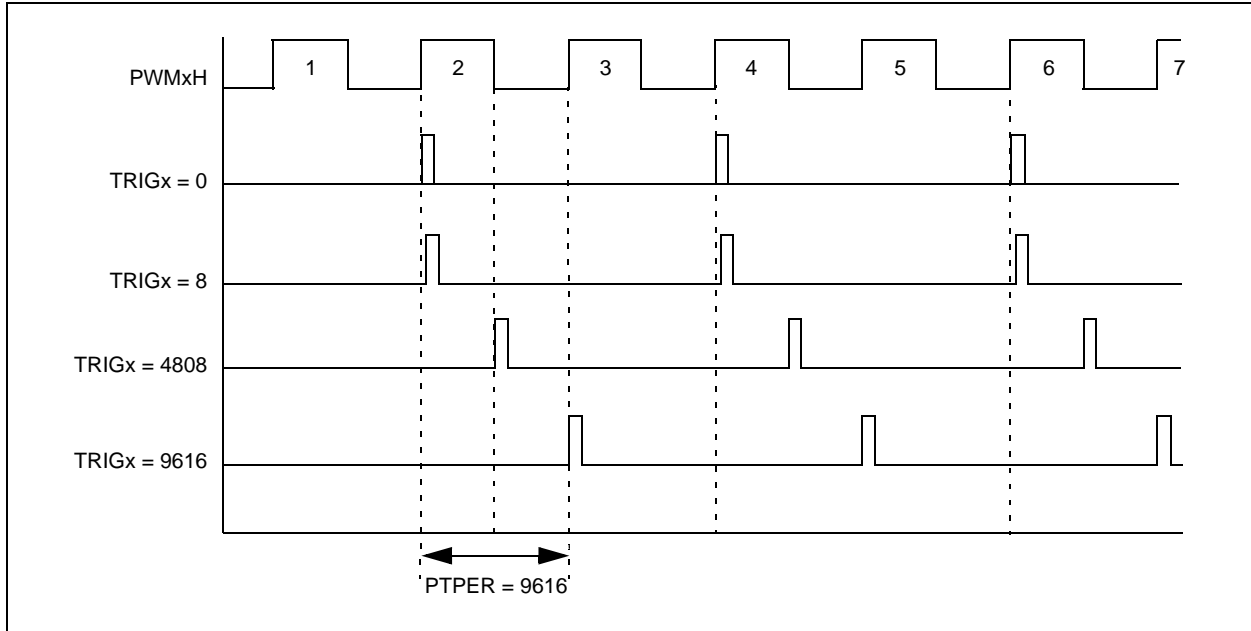 PWMxH 1 2 3 4 5 6 7
TRIGx = 0
TRIGx = 8
TRIGx = 4808
TRIGx = 9616
PTPER = 9616